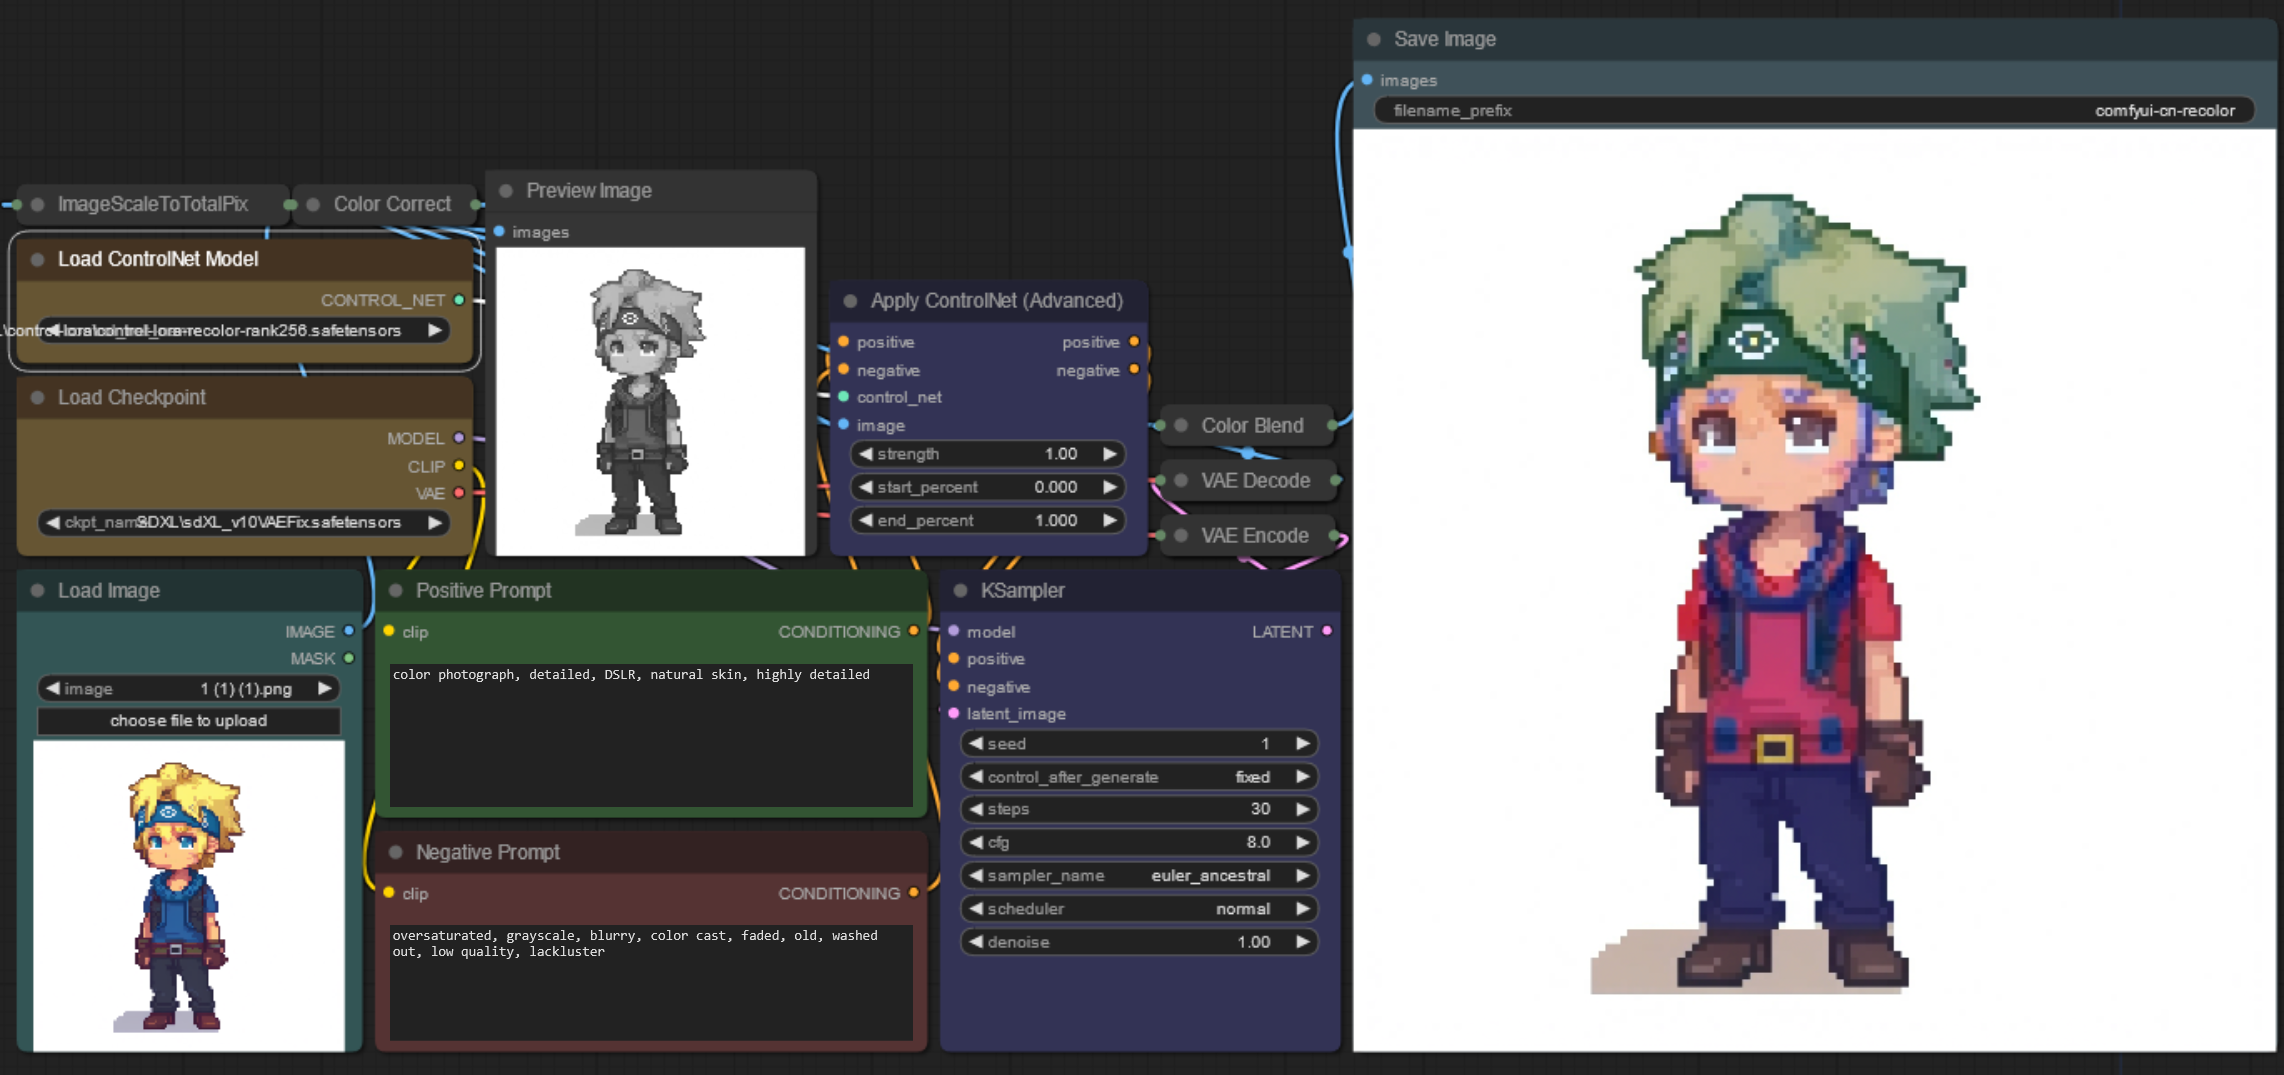 Save Image
images
filename_prefix comfyui-cn-recolor
ImageScaleToTotalPix
Color Correct
Preview Image
images
Load ControlNet Model
CONTROL_NET
control-lora-recolor-rank256.safetensors
Load Checkpoint
MODEL
CLIP
VAE
SDXL\sdXL_v10VAEFix.safetensors
Apply ControlNet (Advanced)
positive positive
negative negative
control_net
image
strength 1.00
start_percent 0.000
end_percent 1.000
Color Blend
VAE Decode
VAE Encode
Load Image
IMAGE
MASK
image 1 (1) (1).png
choose file to upload
Positive Prompt
clip CONDITIONING
color photograph, detailed, DSLR, natural skin, highly detailed
Negative Prompt
clip CONDITIONING
oversaturated, grayscale, blurry, color cast, faded, old, washed
out, low quality, lackluster
KSampler
model LATENT
positive
negative
latent_image
seed 1
control_after_generate fixed
steps 30
cfg 8.0
sampler_name euler_ancestral
scheduler normal
denoise 1.00